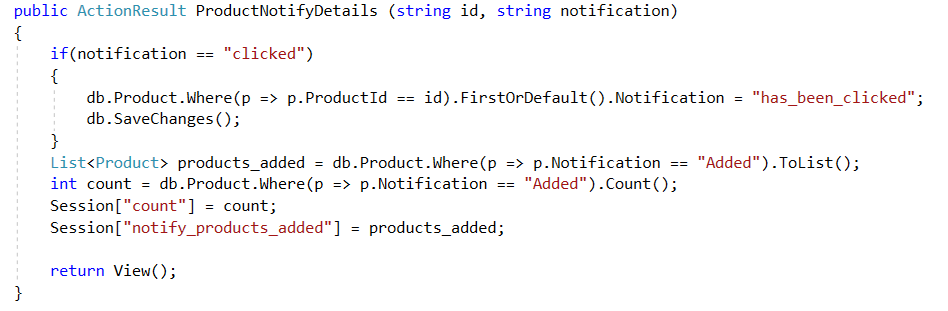 public ActionResult ProductNotifyDetails (string id, string notification)
{
if(notification == "clicked")
{
db.Product.Where(p => p.ProductId == id).FirstOrDefault().Notification = "has_been_clicked";
db.SaveChanges();
}
List<Product> products_added = db.Product.Where(p => p.Notification == "Added").ToList();
int count = db.Product.Where(p => p.Notification == "Added").Count();
Session["count"] = count;
Session["notify_products_added"] = products_added;
return View();
}